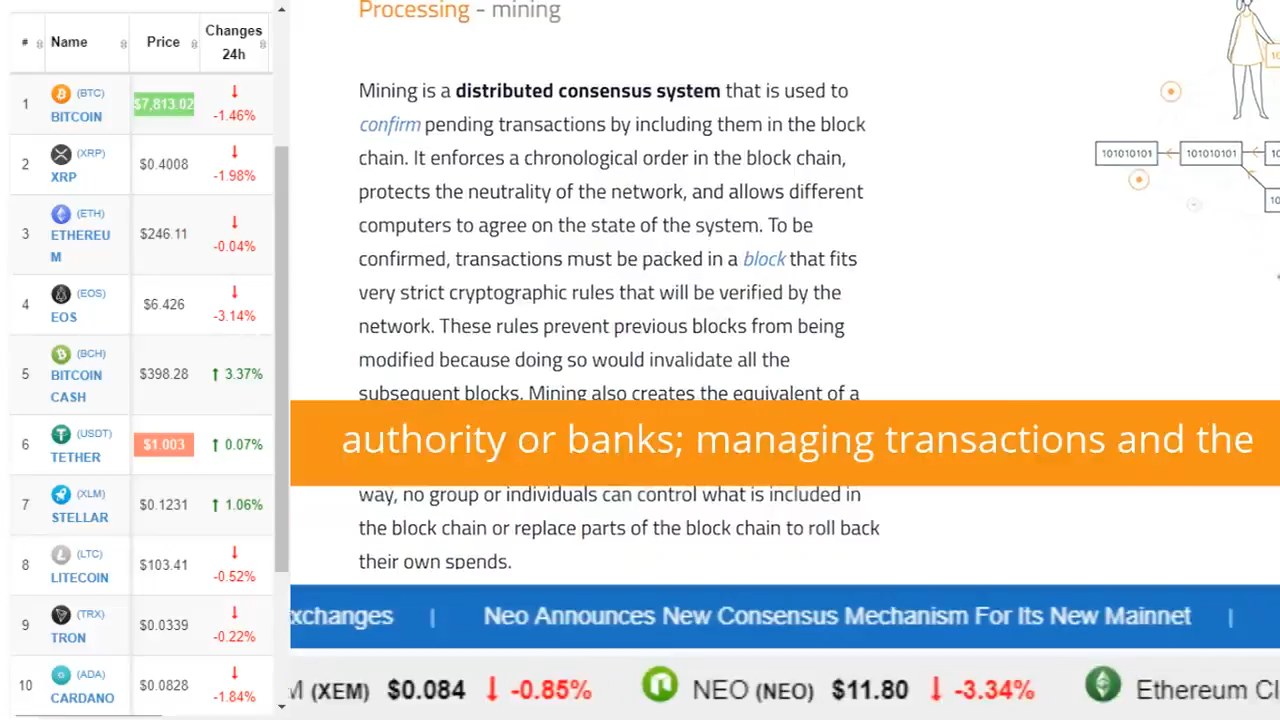 # Name Price Changes 24h
1 (BTC) BITCOIN $7,813.02 ↓ -1.46%
2 (XRP) XRP $0.4008 ↓ -1.98%
3 (ETH) ETHEREU M $246.11 ↓ -0.04%
4 (EOS) EOS $6.426 ↓ -3.14%
5 (BCH) BITCOIN CASH $398.28 ↑ 3.37%
6 (USDT) TETHER $1.003 ↑ 0.07%
7 (XLM) STELLAR $0.1231 ↑ 1.06%
8 (LTC) LITECOIN $103.41 ↓ -0.52%
9 (TRX) TRON $0.0339 ↓ -0.22%
10 (ADA) CARDANO $0.0828 ↓ -1.84%
Processing - mining
Mining is a distributed consensus system that is used to
confirm pending transactions by including them in the block
chain. It enforces a chronological order in the block chain,
protects the neutrality of the network, and allows different
computers to agree on the state of the system. To be
confirmed, transactions must be packed in a block that fits
very strict cryptographic rules that will be verified by the
network. These rules prevent previous blocks from being
modified because doing so would invalidate all the
subsequent blocks. Mining also creates the equivalent of a
authority or banks; managing transactions and the
way, no group or individuals can control what is included in
the block chain or replace parts of the block chain to roll back
their own spends.
101010101 101010101
xchanges | Neo Announces New Consensus Mechanism For Its New Mainnet |
(XEM) $0.084 ↓ -0.85% NEO (NEO) $11.80 ↓ -3.34% Ethereum Cl